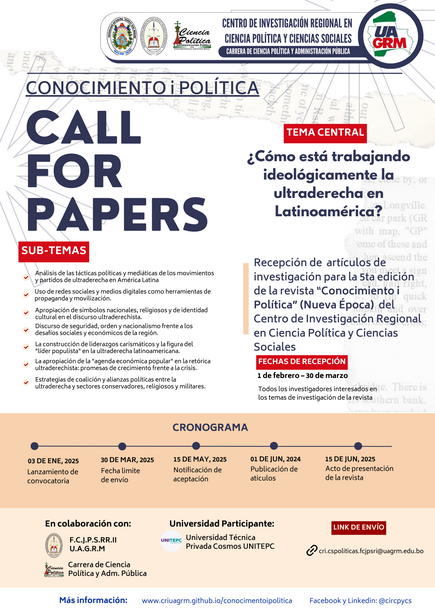 CENTRO DE INVESTIGACIÓN REGIONAL EN
CIENCIA POLÍTICA Y CIENCIAS SOCIALES
CARRERA DE CIENCIA POLÍTICA Y ADMINISTRACIÓN PÚBLICA
Ciencia
Política
UA
GRM
CONOCIMIENTO i POLÍTICA
CALL
FOR
PAPERS
TEMA CENTRAL
¿Cómo está trabajando
ideológicamente la
ultraderecha en
Latinoamérica?
SUB-TEMAS
Análisis de las tácticas políticas y mediáticas de los movimientos
y partidos de ultraderecha en América Latina
Uso de redes sociales y medios digitales como herramientas de
propaganda y movilización.
Apropiación de símbolos nacionales, religiosos y de identidad
cultural en el discurso ultraderechista.
Discurso de seguridad, orden y nacionalismo frente a los
desafíos sociales y económicos de la región.
La construcción de liderazgos carismáticos y la figura del
"líder populista" en la ultraderecha latinoamericana.
La apropiación de la "agenda económica popular" en la retórica
ultraderechista: promesas de crecimiento frente a la crisis.
Estrategias de coalición y alianzas políticas entre la
ultraderecha y sectores conservadores, religiosos y militares.
Recepción de artículos de
investigación para la 5ta edición
de la revista "Conocimiento i
Política" (Nueva Época) del
Centro de Investigación Regional
en Ciencia Política y Ciencias
Sociales
FECHAS DE RECEPCIÓN
1 de febrero – 30 de marzo
Todos los investigadores interesados en
los temas de investigación de la revista
CRONOGRAMA
03 DE ENE, 2025
Lanzamiento de
convocatoria
30 DE MAR, 2025
Fecha limite
de envío
15 DE MAY, 2025
Notificación de
aceptación
01 DE JUN, 2024
Publicación de
aticulos
15 DE JUN, 2025
Acto de presentación
de la revista
En colaboración con:
F.C.J.P.S.RR.II
U.A.G.R.M
Ciencia
Política
Carrera de Ciencia
Política y Adm. Pública
Universidad Participante:
UNITEPC
Universidad Técnica
Privada Cosmos UNITEPC
LINK DE ENVÍO
cri.cspoliticas.fcjpsri@uagrm.edu.bo
Más información: www.criuagrm.github.io/conocimentoipolitica Facebook y Linkedin: @circpycs